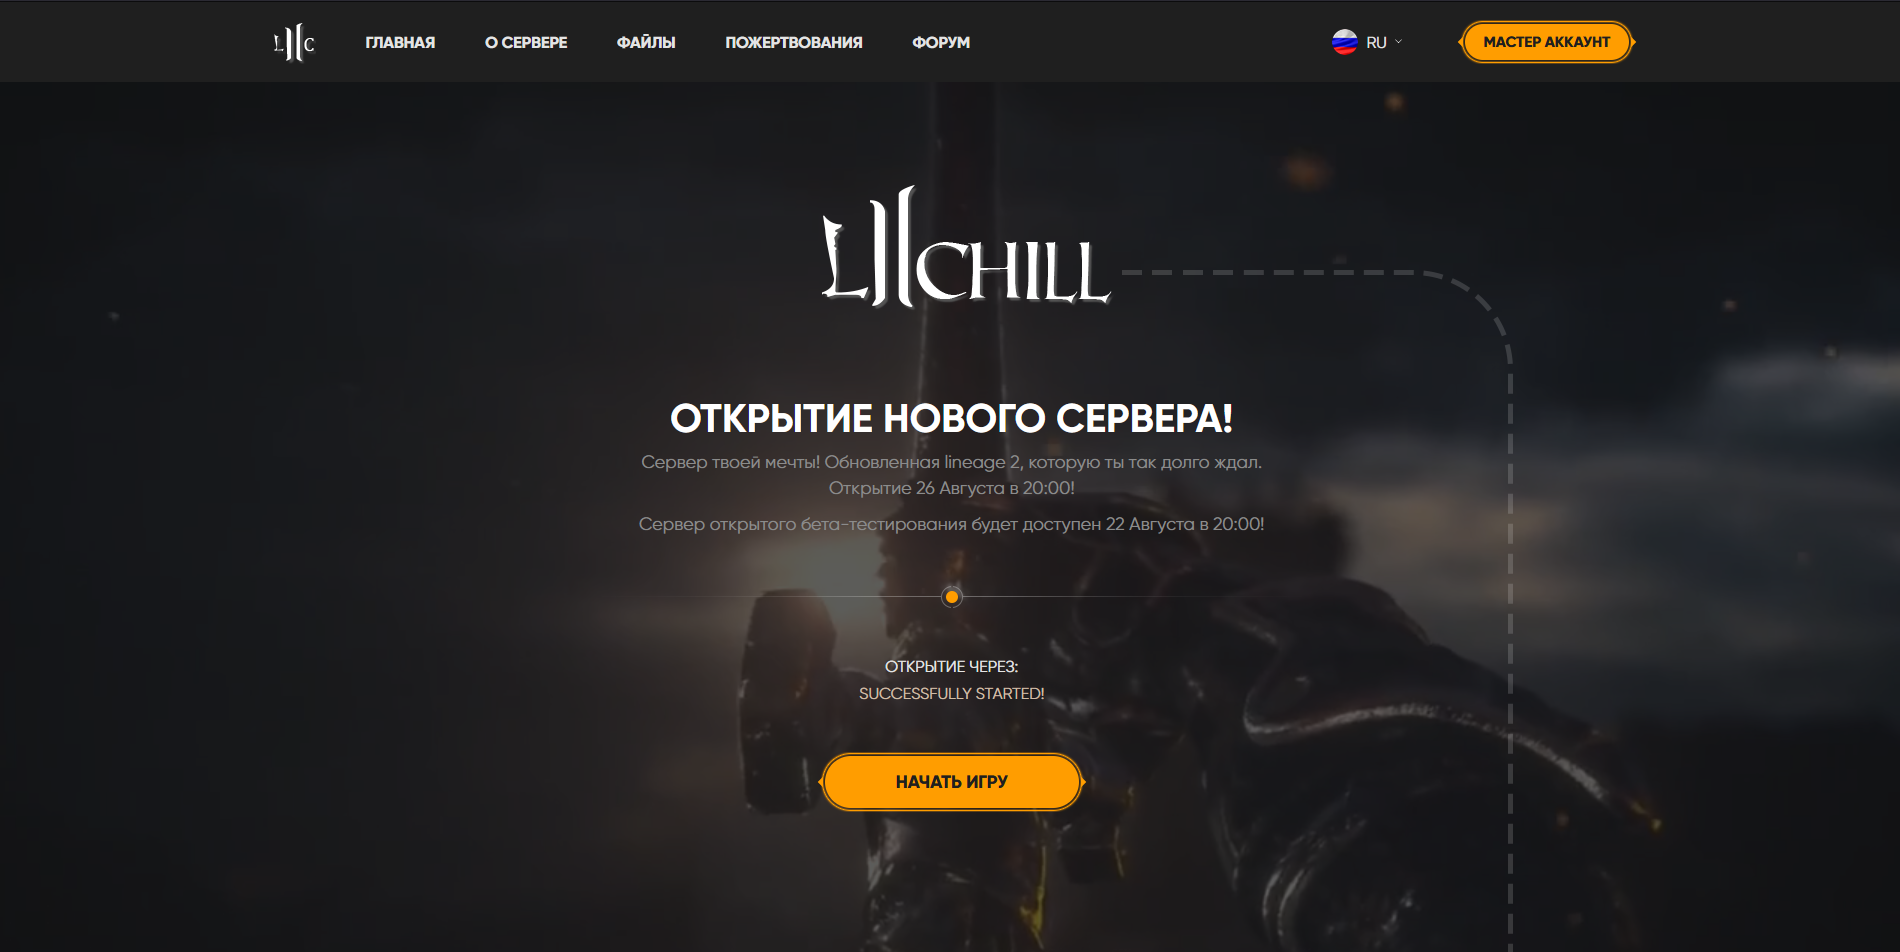 LIIC
ГЛАВНАЯ
О СЕРВЕРЕ
ФАЙЛЫ
ПОЖЕРТВОВАНИЯ
ФОРУМ
RU
МАСТЕР АККАУНТ
LIICHILL
ОТКРЫТИЕ НОВОГО СЕРВЕРА!
Сервер твоей мечты! Обновленная lineage 2, которую ты так долго ждал.
Открытие 26 Августа в 20:00!
Сервер открытого бета-тестирования будет доступен 22 Августа в 20:00!
ОТКРЫТИЕ ЧЕРЕЗ:
SUCCESSFULLY STARTED!
НАЧАТЬ ИГРУ